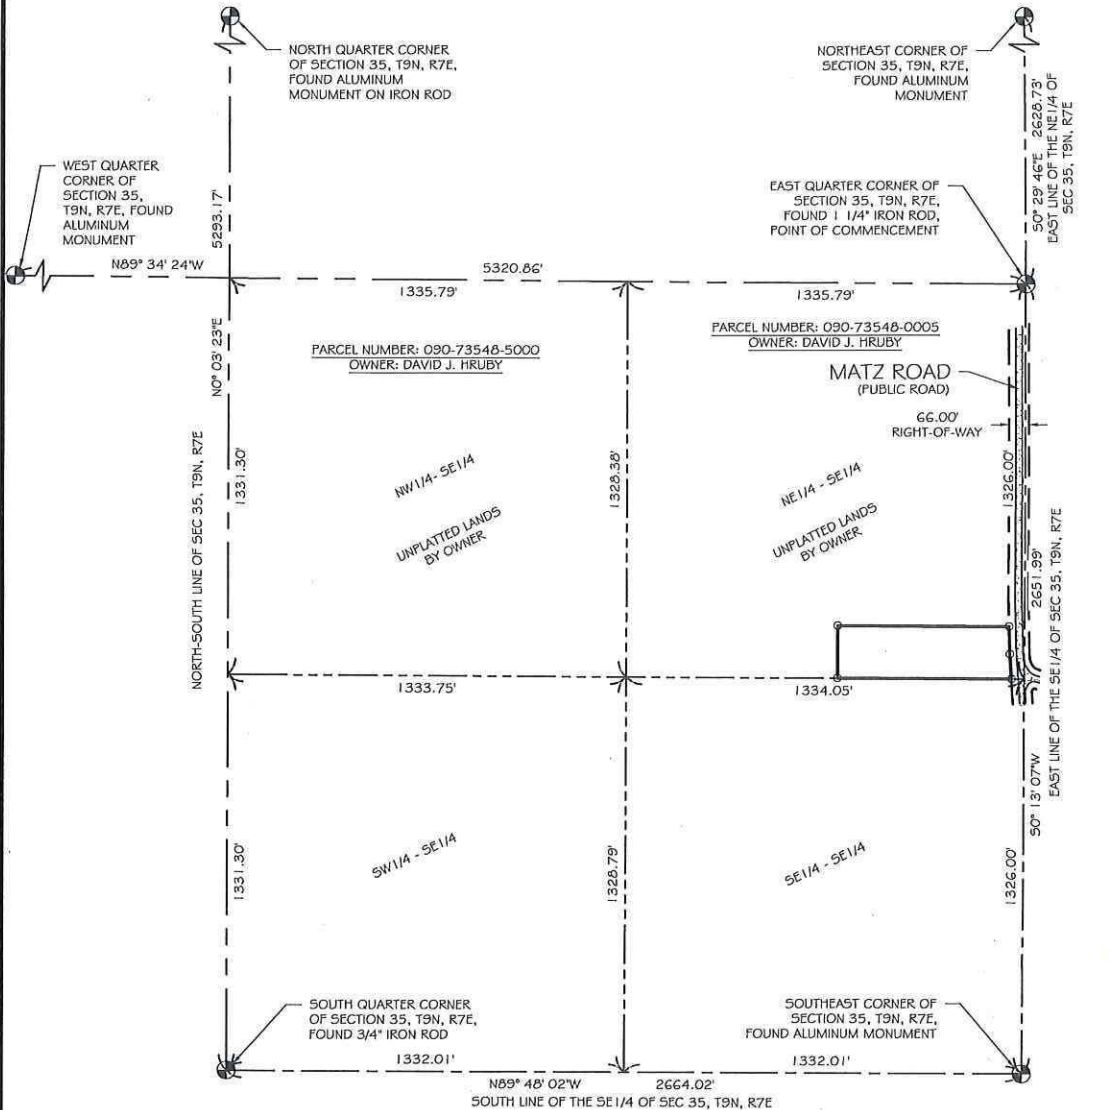 NORTH QUARTER CORNER
OF SECTION 35, T9N, R7E,
FOUND ALUMINUM
MONUMENT ON IRON ROD
NORTHEAST CORNER OF
SECTION 35, T9N, R7E,
FOUND ALUMINUM
MONUMENT
S0° 29' 46"E 2628.73'
EAST LINE OF THE NE1/4 OF
SEC 35, T9N, R7E
WEST QUARTER
CORNER OF
SECTION 35,
T9N, R7E, FOUND
ALUMINUM
MONUMENT
5293.17'
EAST QUARTER CORNER OF
SECTION 35, T9N, R7E,
FOUND 1 1/4" IRON ROD,
POINT OF COMMENCEMENT
N89° 34' 24"W
5320.86'
1335.79'
1335.79'
N0° 03' 23"E
PARCEL NUMBER: 090-73548-5000
OWNER: DAVID J. HRUBY
PARCEL NUMBER: 090-73548-0005
OWNER: DAVID J. HRUBY
MATZ ROAD
(PUBLIC ROAD)
66.00'
RIGHT-OF-WAY
NORTH-SOUTH LINE OF SEC 35, T9N, R7E
1331.30'
NW1/4- SE1/4
UNPLATTED LANDS
BY OWNER
1328.38'
NE1/4 - SE1/4
UNPLATTED LANDS
BY OWNER
1326.00'
2651.99'
EAST LINE OF THE SE1/4 OF SEC 35, T9N, R7E
1333.75'
1334.05'
S0° 13' 07"W
1331.30'
SW1/4 - SE1/4
1328.79'
SE1/4 - SE1/4
1326.00'
SOUTH QUARTER CORNER
OF SECTION 35, T9N, R7E,
FOUND 3/4" IRON ROD
SOUTHEAST CORNER OF
SECTION 35, T9N, R7E,
FOUND ALUMINUM MONUMENT
1332.01'
1332.01'
N89° 48' 02"W 2664.02'
SOUTH LINE OF THE SE1/4 OF SEC 35, T9N, R7E